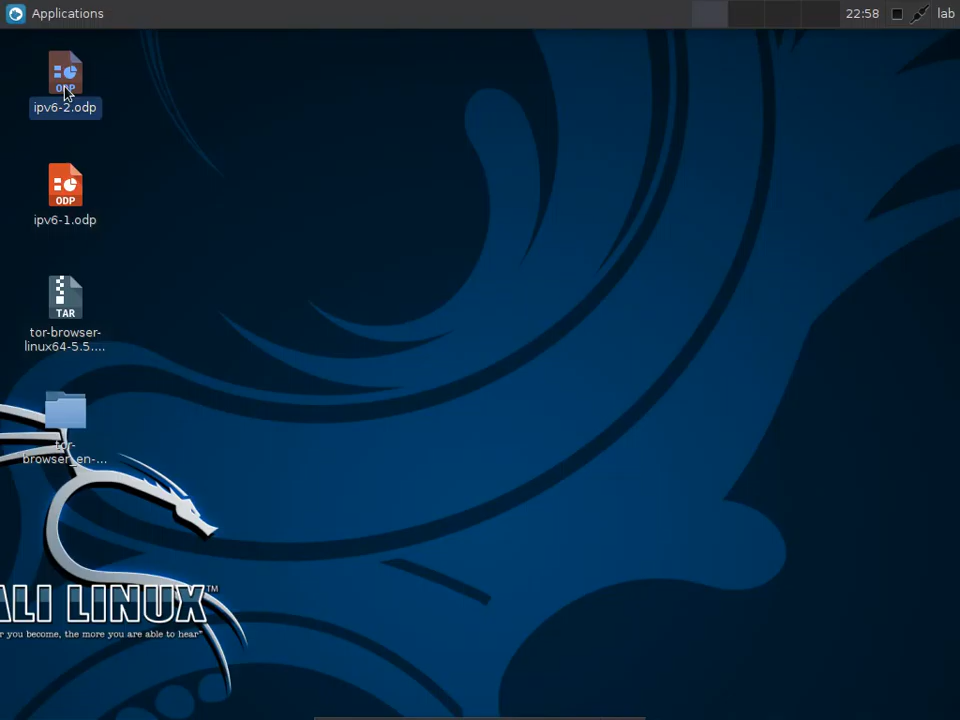 Applications
22:58
lab
ODP
ipv6-2.odp
ODP
ipv6-1.odp
TAR
tor-browser-
linux64-5.5....
tor-
browser_en-...
ALI LINUX™
r you become, the more you are able to hear"